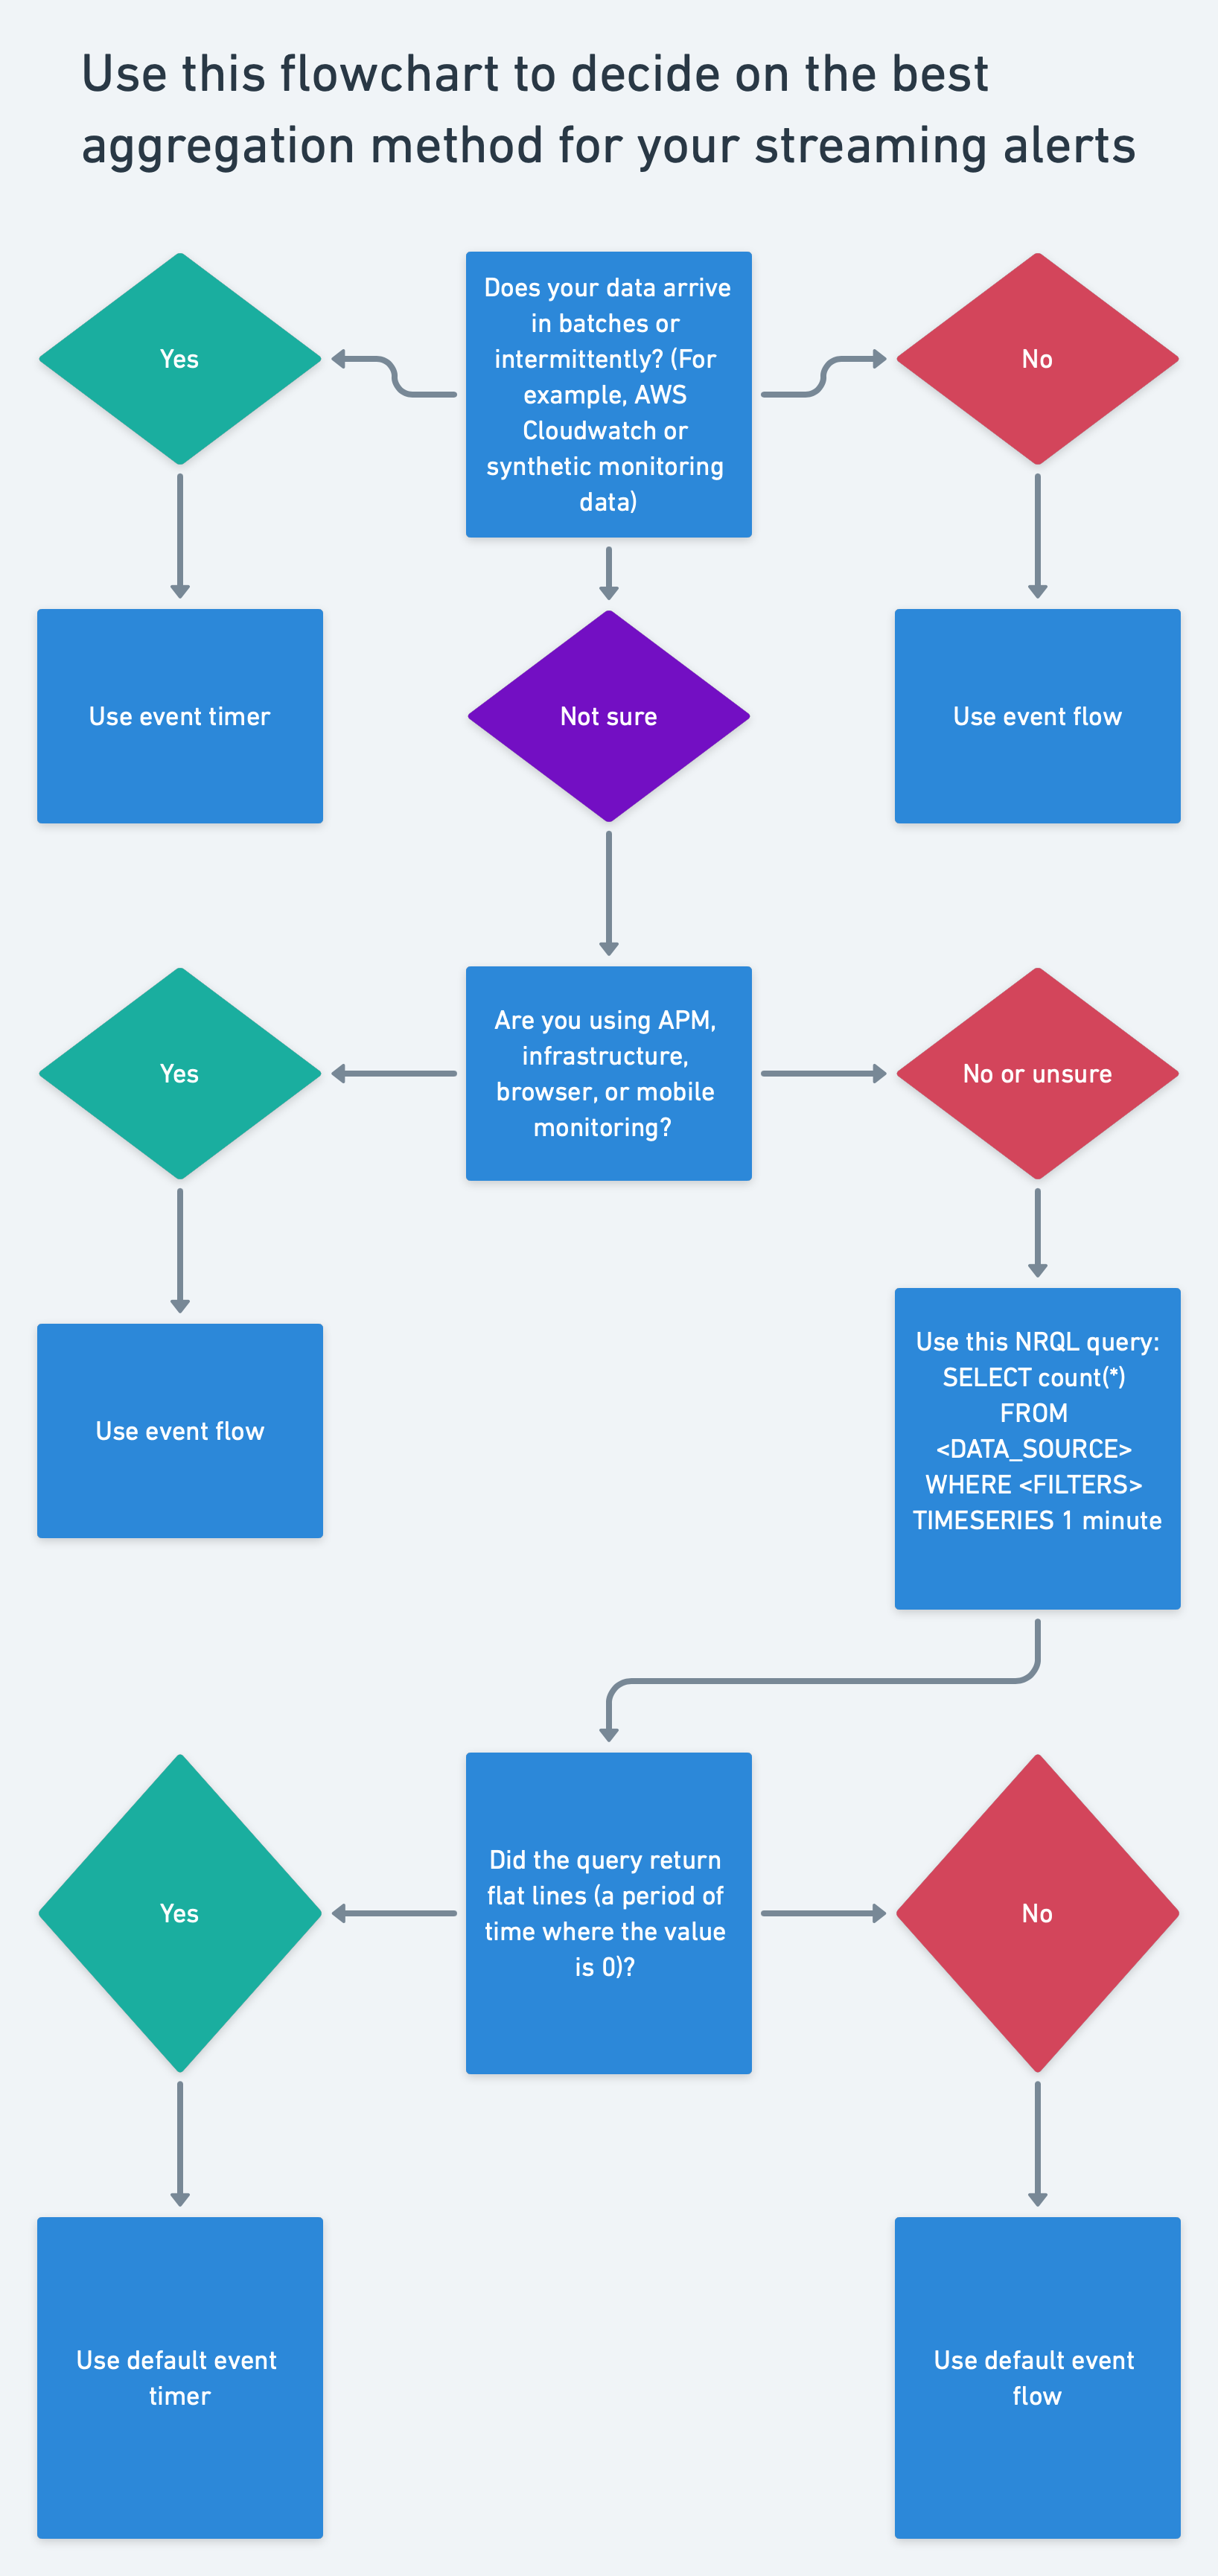 Use this flowchart to decide on the best
aggregation method for your streaming alerts
Yes
Does your data arrive
in batches or
intermittently? (For
example, AWS
Cloudwatch or
synthetic monitoring
data)
No
Use event timer
Not sure
Use event flow
Yes
Are you using APM,
infrastructure,
browser, or mobile
monitoring?
No or unsure
Use event flow
Use this NRQL query:
SELECT count(*)
FROM
<DATA_SOURCE>
WHERE <FILTERS>
TIMESERIES 1 minute
Yes
Did the query return
flat lines (a period of
time where the value
is 0)?
No
Use default event
timer
Use default event
flow